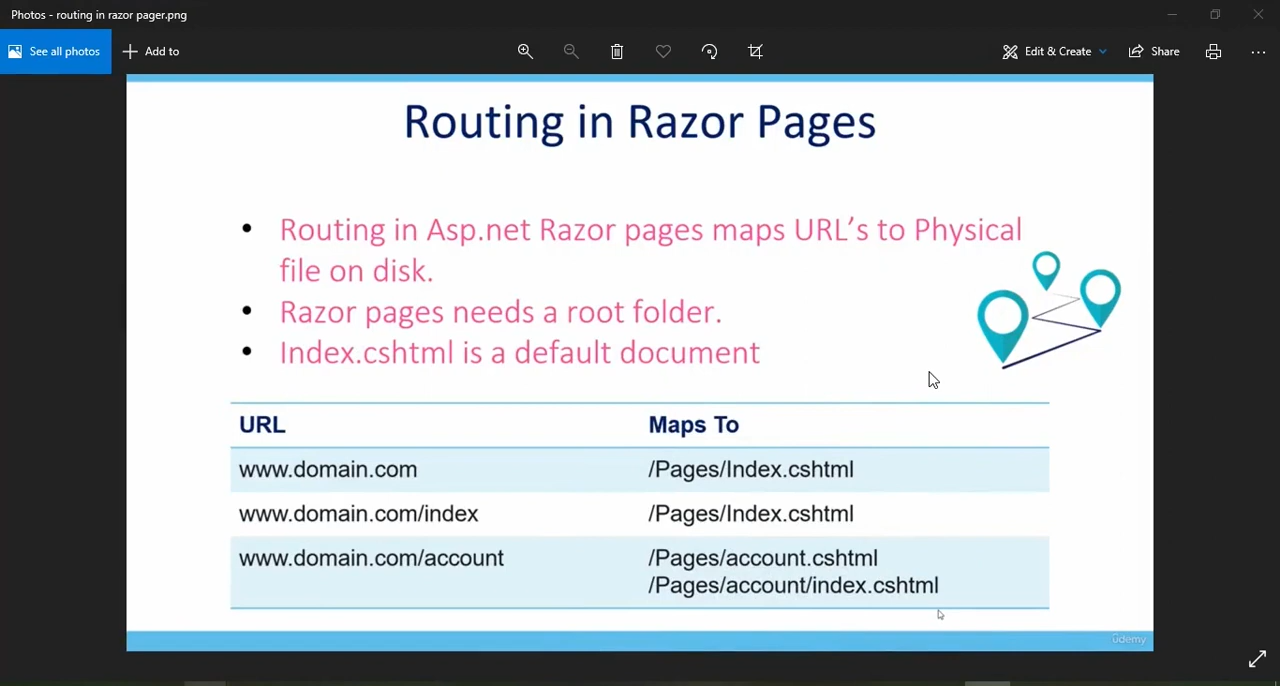 Photos - routing in razor pager.png
See all photos
Add to
Edit & Create
Share
Routing in Razor Pages
• Routing in Asp.net Razor pages maps URL’s to Physical
file on disk.
• Razor pages needs a root folder.
• Index.cshtml is a default document
URL Maps To
www.domain.com /Pages/Index.cshtml
www.domain.com/index /Pages/Index.cshtml
www.domain.com/account /Pages/account.cshtml
/Pages/account/index.cshtml
ûdemy